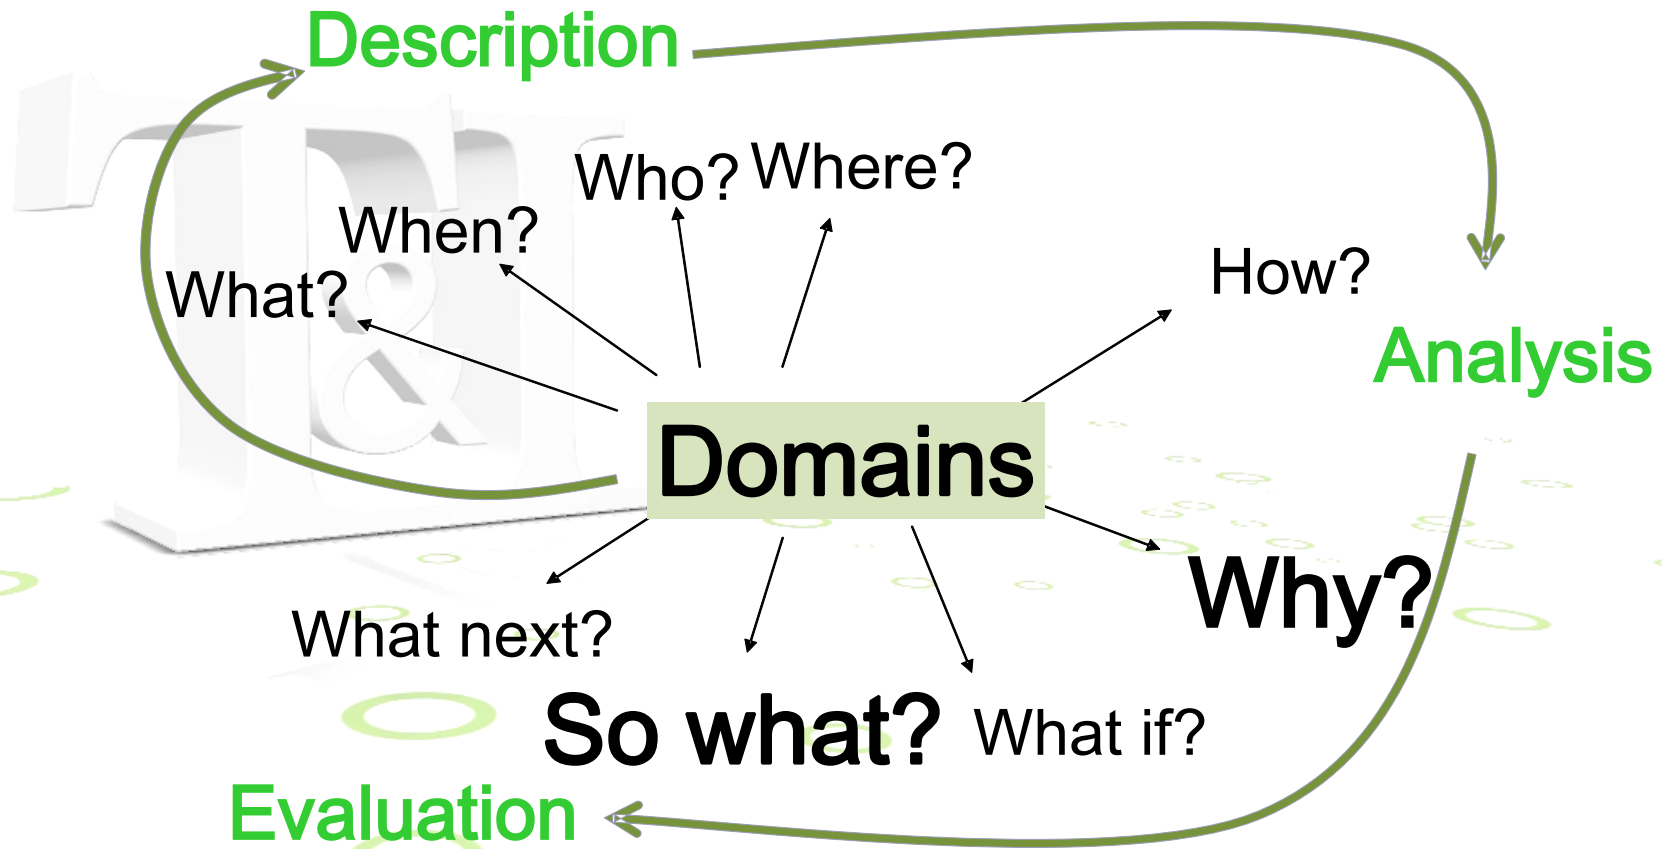 Description
Who? Where?
When?
What?
How?
Analysis
Domains
Why?
What next?
So what?
What if?
Evaluation
T&I